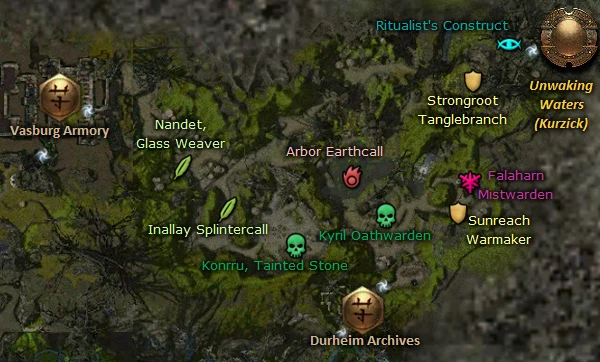 Ritualist's Construct
Unwaking
Waters
(Kurzick)
Strongroot
Tanglebranch
Vasburg Armory
Nandet,
Glass Weaver
Arbor Earthcall
Falaharn
Mistwarden
Inallay Splintercall
Kyril Oathwarden
Sunreach
Warmaker
Konrru, Tainted Stone
Durheim Archives